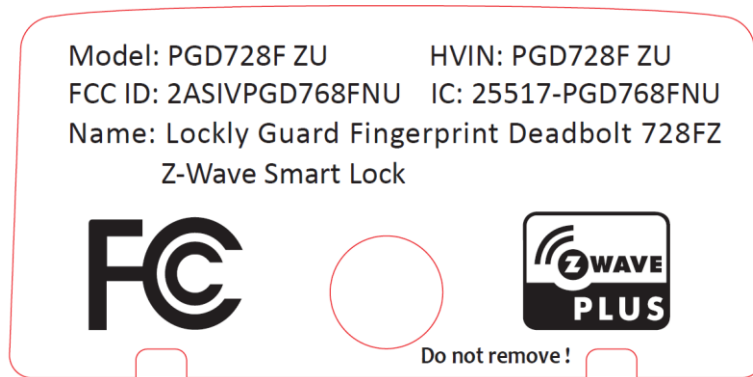 Model: PGD728F ZU HVIN: PGD728F ZU
FCC ID: 2ASIVPGD768FNU IC: 25517-PGD768FNU
Name: Lockly Guard Fingerprint Deadbolt 728FZ
Z-Wave Smart Lock
FC
Z WAVE
PLUS
Do not remove!